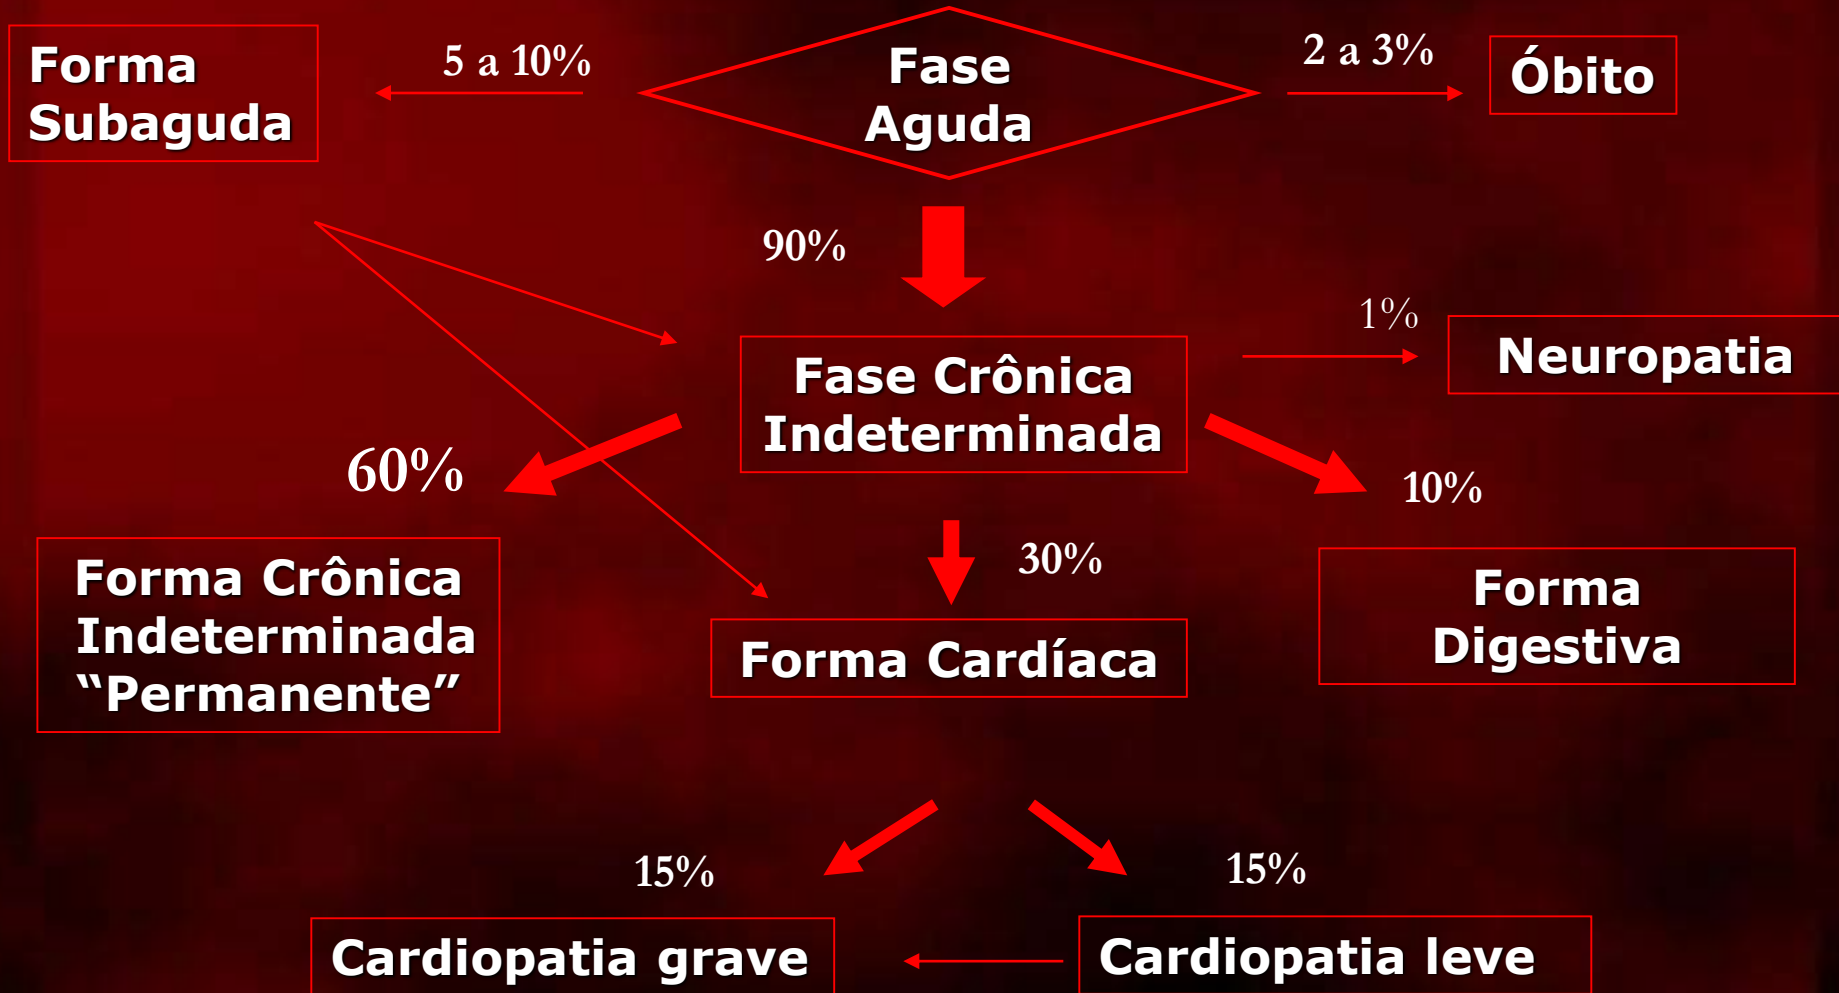 Forma
Subaguda
5 a 10%
Fase
Aguda
2 a 3%
Óbito
90%
1%
Neuropatia
Fase Crônica
Indeterminada
60%
10%
30%
Forma Crônica
Indeterminada
“Permanente”
Forma Cardíaca
Forma
Digestiva
15%
15%
Cardiopatia grave
Cardiopatia leve